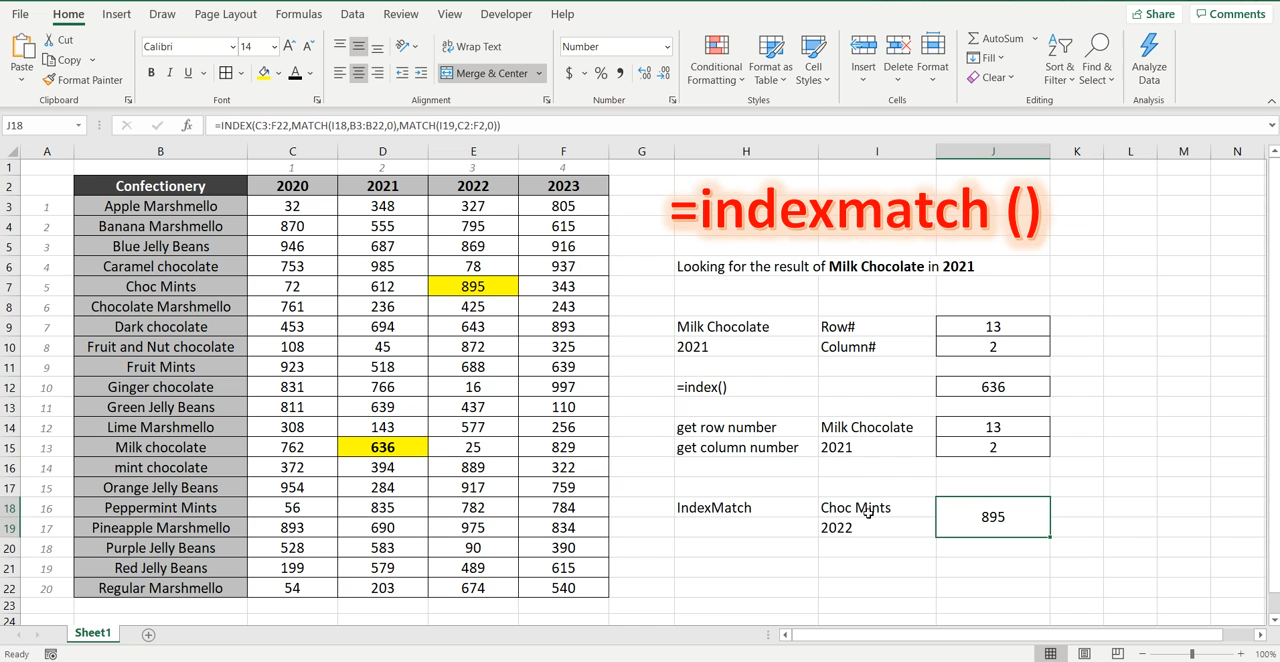 File Home Insert Draw Page Layout Formulas Data Review View Developer Help Share Comments
Paste Cut Copy Format Painter Clipboard
Calibri 14 A A B I U A Font
Wrap Text Merge & Center Alignment
Number $ % Number
Conditional Formatting Format as Table Cell Styles Styles
Insert Delete Format Cells
AutoSum Fill Clear Sort & Filter Find & Select Editing
Analyze Data Analysis
J18 fx =INDEX(C3:F22,MATCH(I18,B3:B22,0),MATCH(I19,C2:F2,0))
A B C D E F G H I J K L M N
1 1 2 3 4
2 Confectionery 2020 2021 2022 2023
3 1 Apple Marshmello 32 348 327 805
=indexmatch ()
4 2 Banana Marshmello 870 555 795 615
5 3 Blue Jelly Beans 946 687 869 916
6 4 Caramel chocolate 753 985 78 937 Looking for the result of Milk Chocolate in 2021
7 5 Choc Mints 72 612 895 343
8 6 Chocolate Marshmello 761 236 425 243
9 7 Dark chocolate 453 694 643 893 Milk Chocolate Row# 13
10 8 Fruit and Nut chocolate 108 45 872 325 2021 Column# 2
11 9 Fruit Mints 923 518 688 639
12 10 Ginger chocolate 831 766 16 997 =index() 636
13 11 Green Jelly Beans 811 639 437 110
14 12 Lime Marshmello 308 143 577 256 get row number Milk Chocolate 13
15 13 Milk chocolate 762 636 25 829 get column number 2021 2
16 14 mint chocolate 372 394 889 322
17 15 Orange Jelly Beans 954 284 917 759
18 16 Peppermint Mints 56 835 782 784 IndexMatch Choc Mints 895
19 17 Pineapple Marshmello 893 690 975 834 2022
20 18 Purple Jelly Beans 528 583 90 390
21 19 Red Jelly Beans 199 579 489 615
22 20 Regular Marshmello 54 203 674 540
23
24
Sheet1
Ready 100%